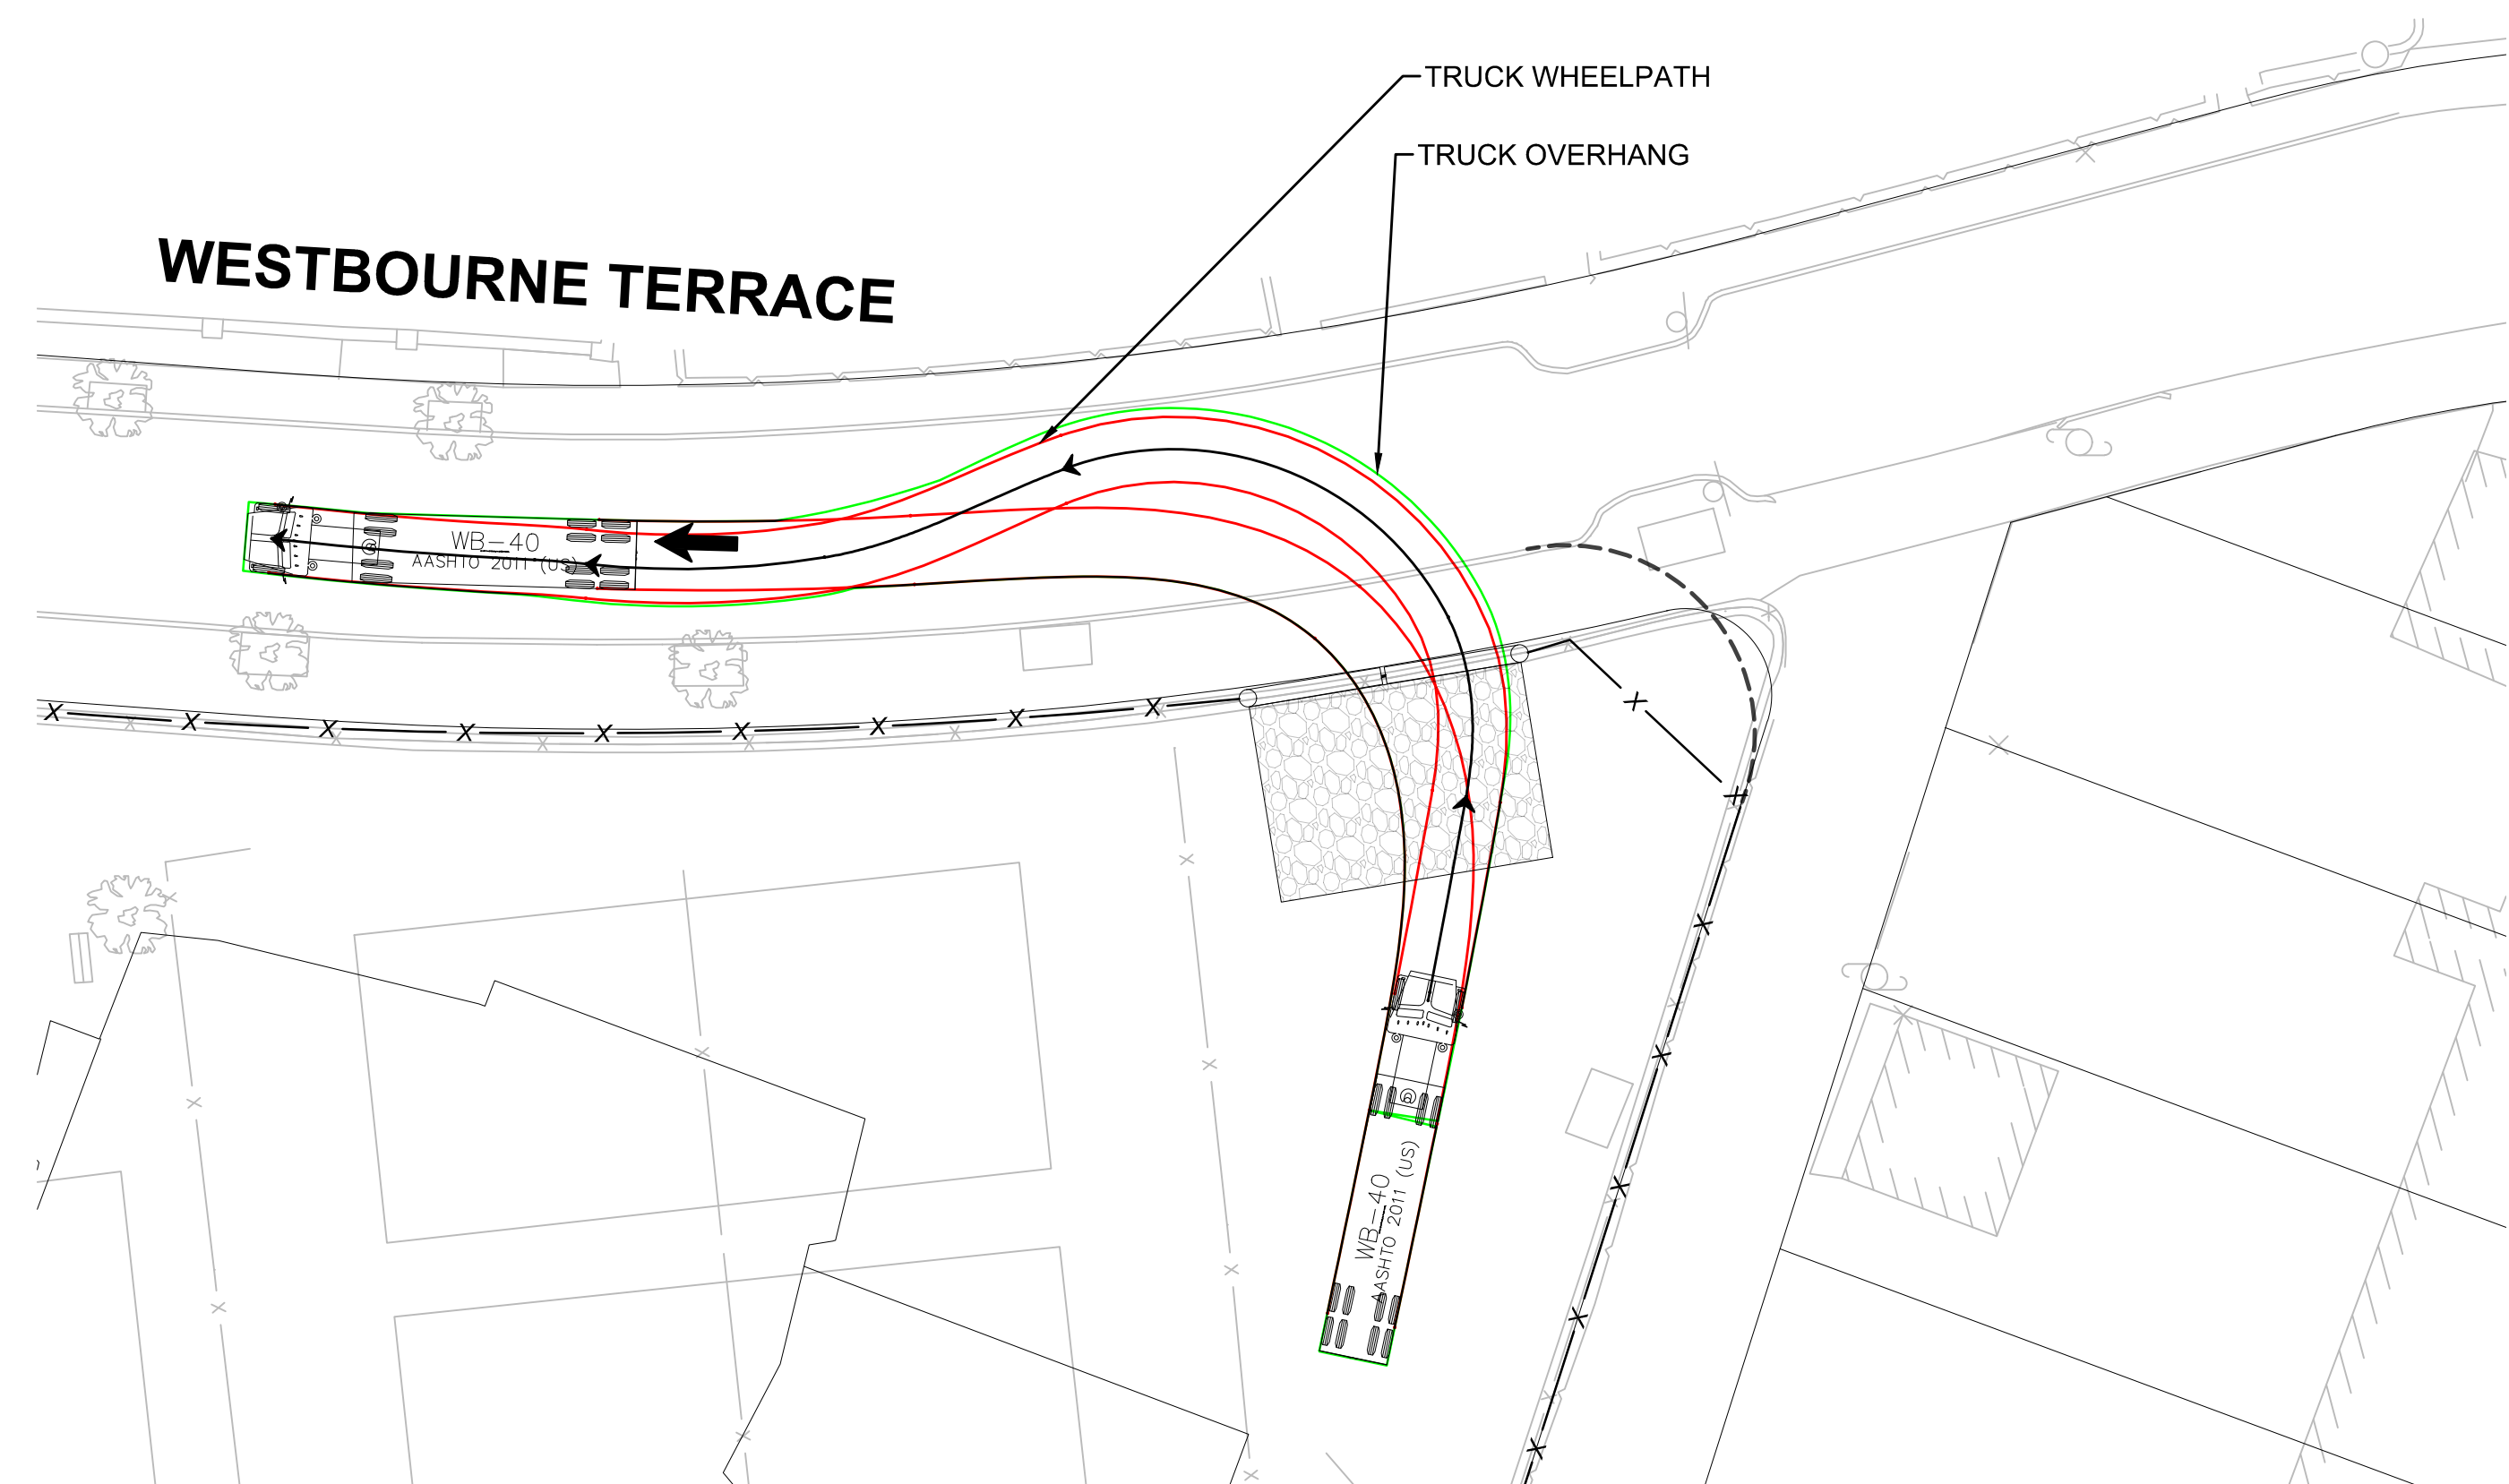 TRUCK WHEELPATH
TRUCK OVERHANG
WESTBOURNE TERRACE
WB-40
AASHTO 2011 (US)
WB-40
AASHTO 2011 (US)